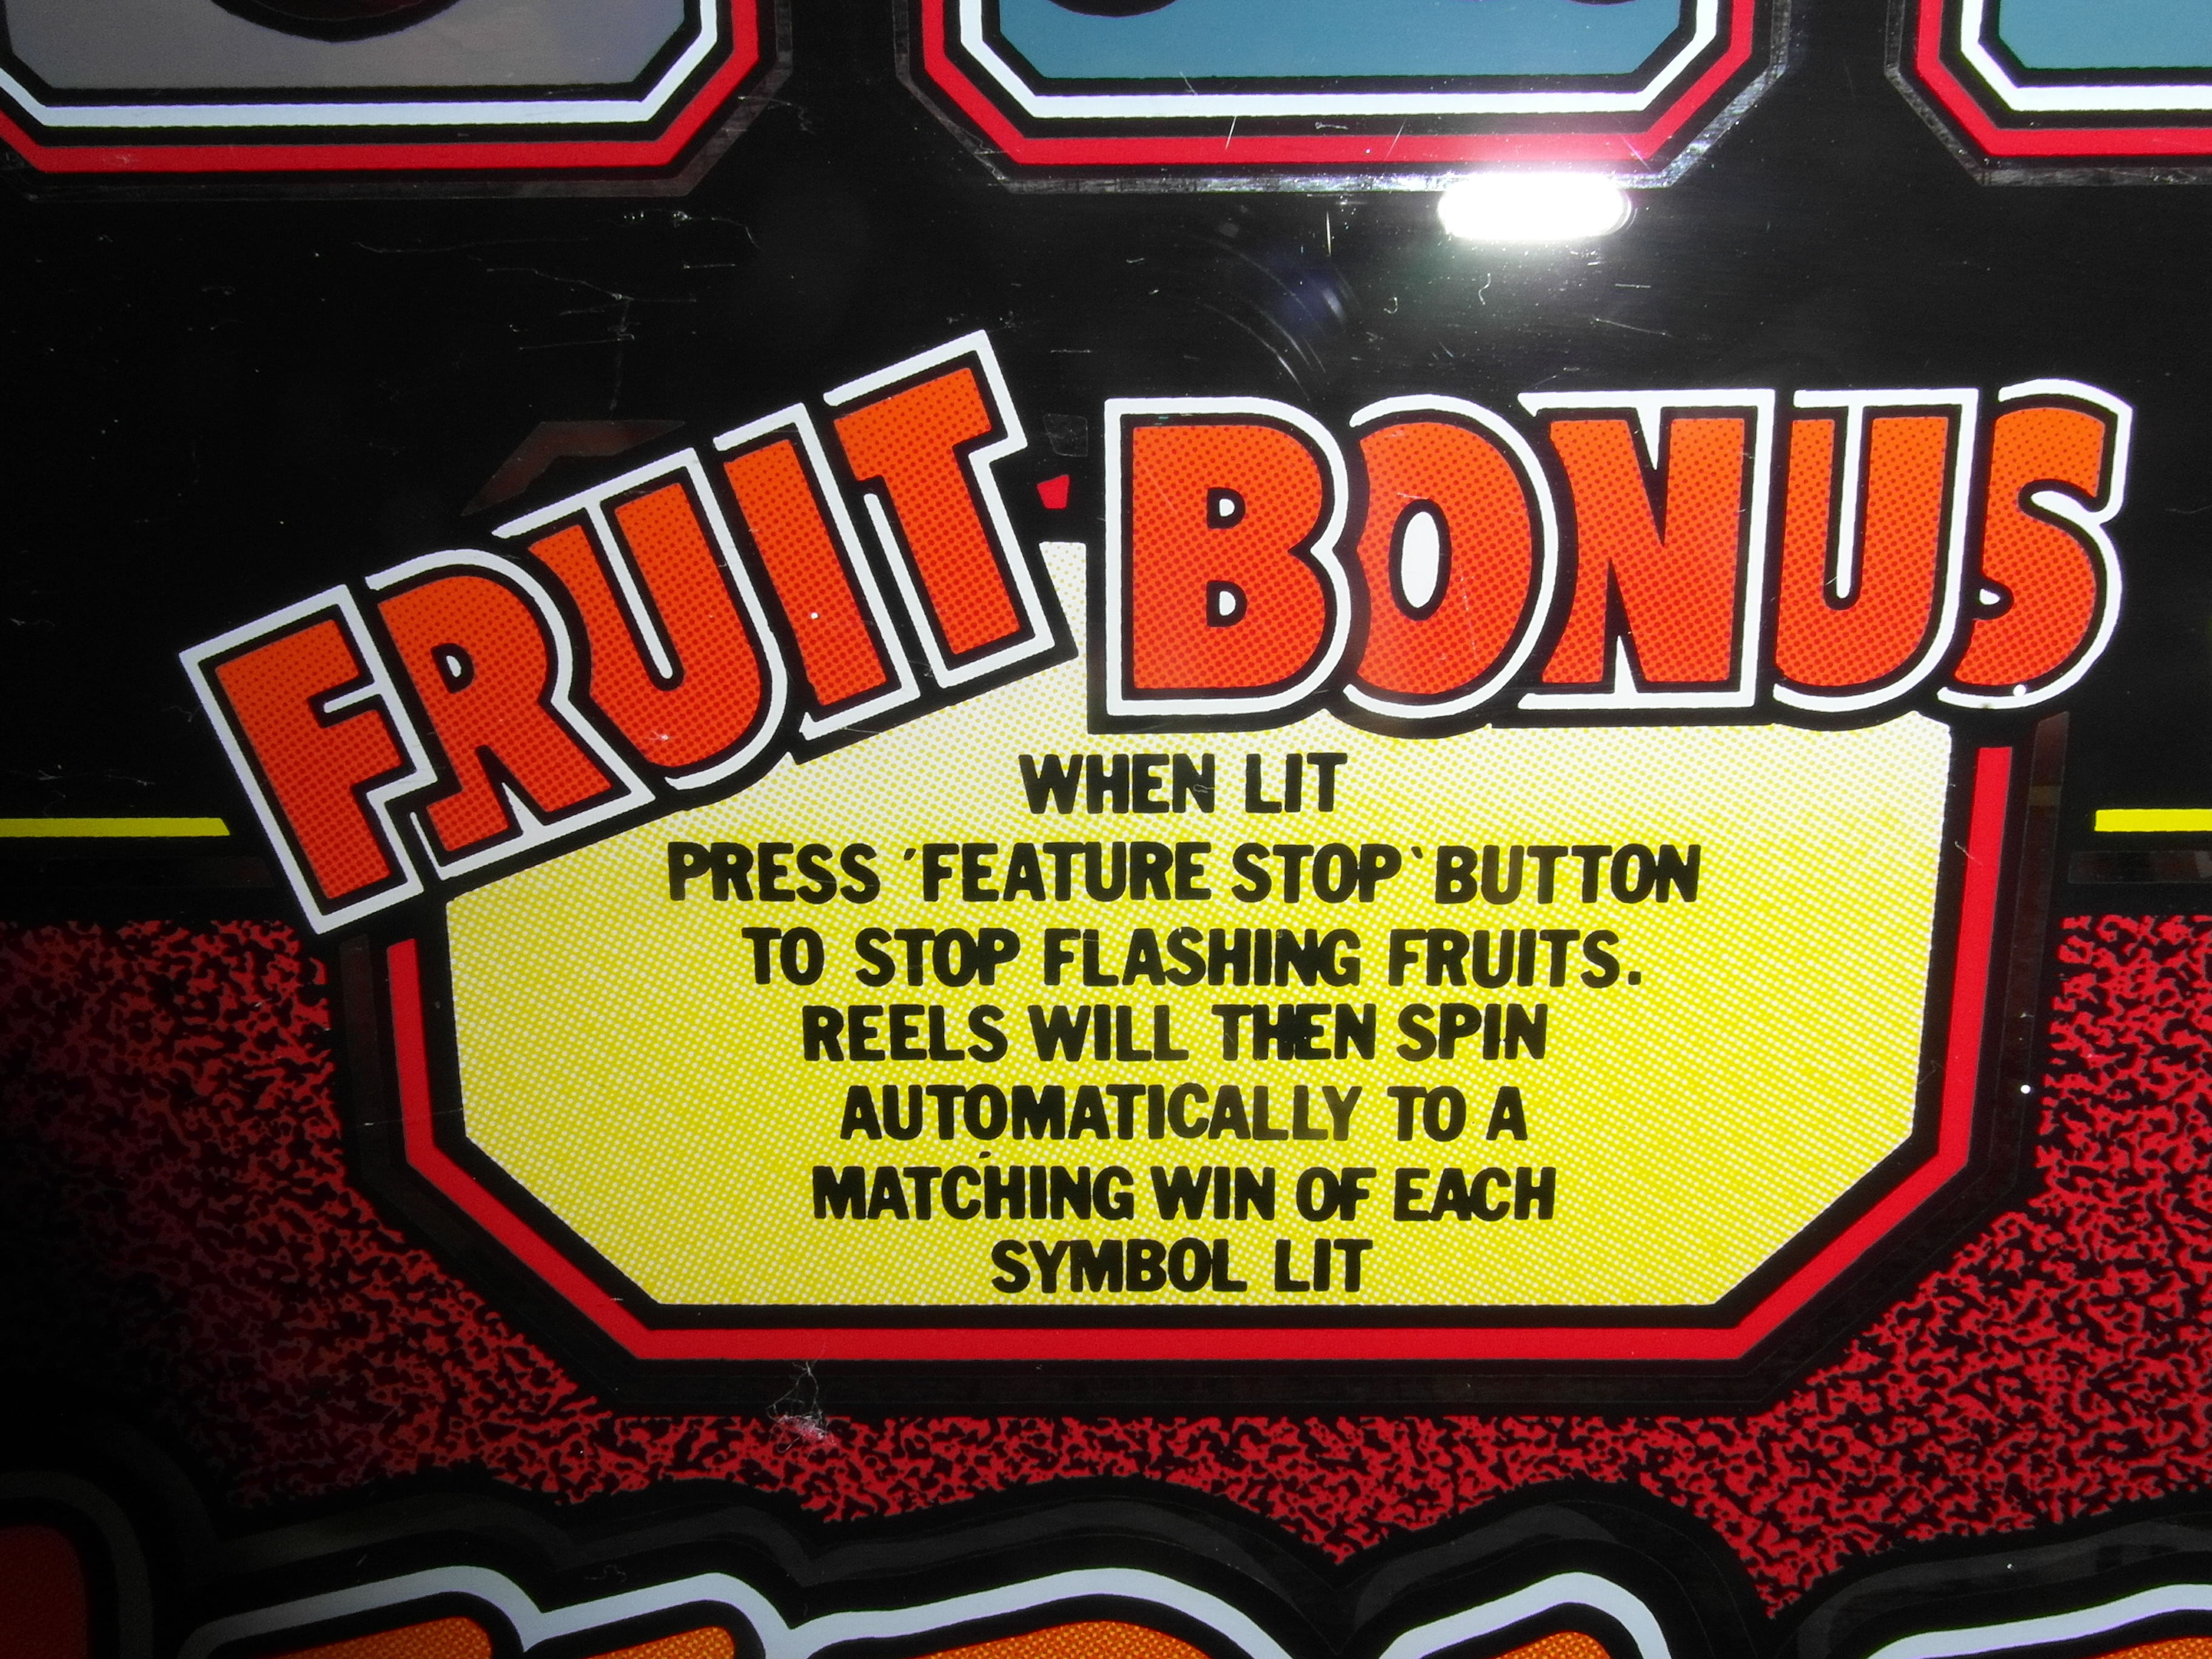 FRUIT BONUS
WHEN LIT
PRESS 'FEATURE STOP' BUTTON
TO STOP FLASHING FRUITS.
REELS WILL THEN SPIN
AUTOMATICALLY TO A
MATCHING WIN OF EACH
SYMBOL LIT